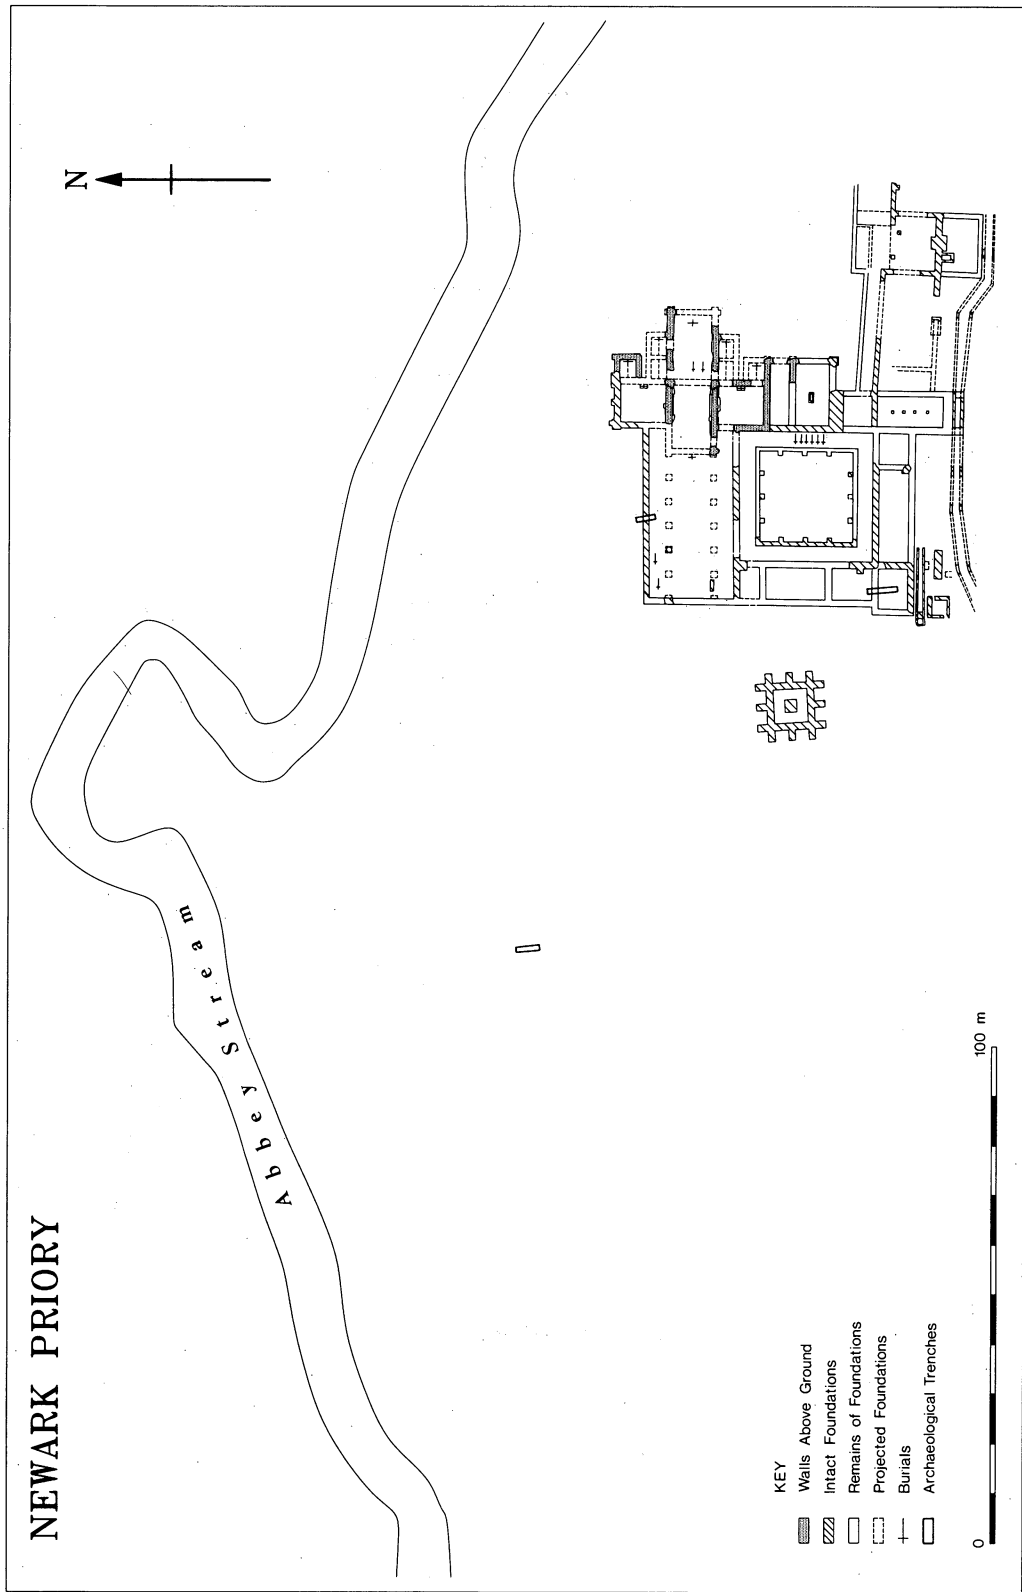 NEWARK PRIORY
N
Abbey Stream
KEY
Walls Above Ground
Intact Foundations
Remains of Foundations
Projected Foundations
Burials
Archaeological Trenches
0 100 m